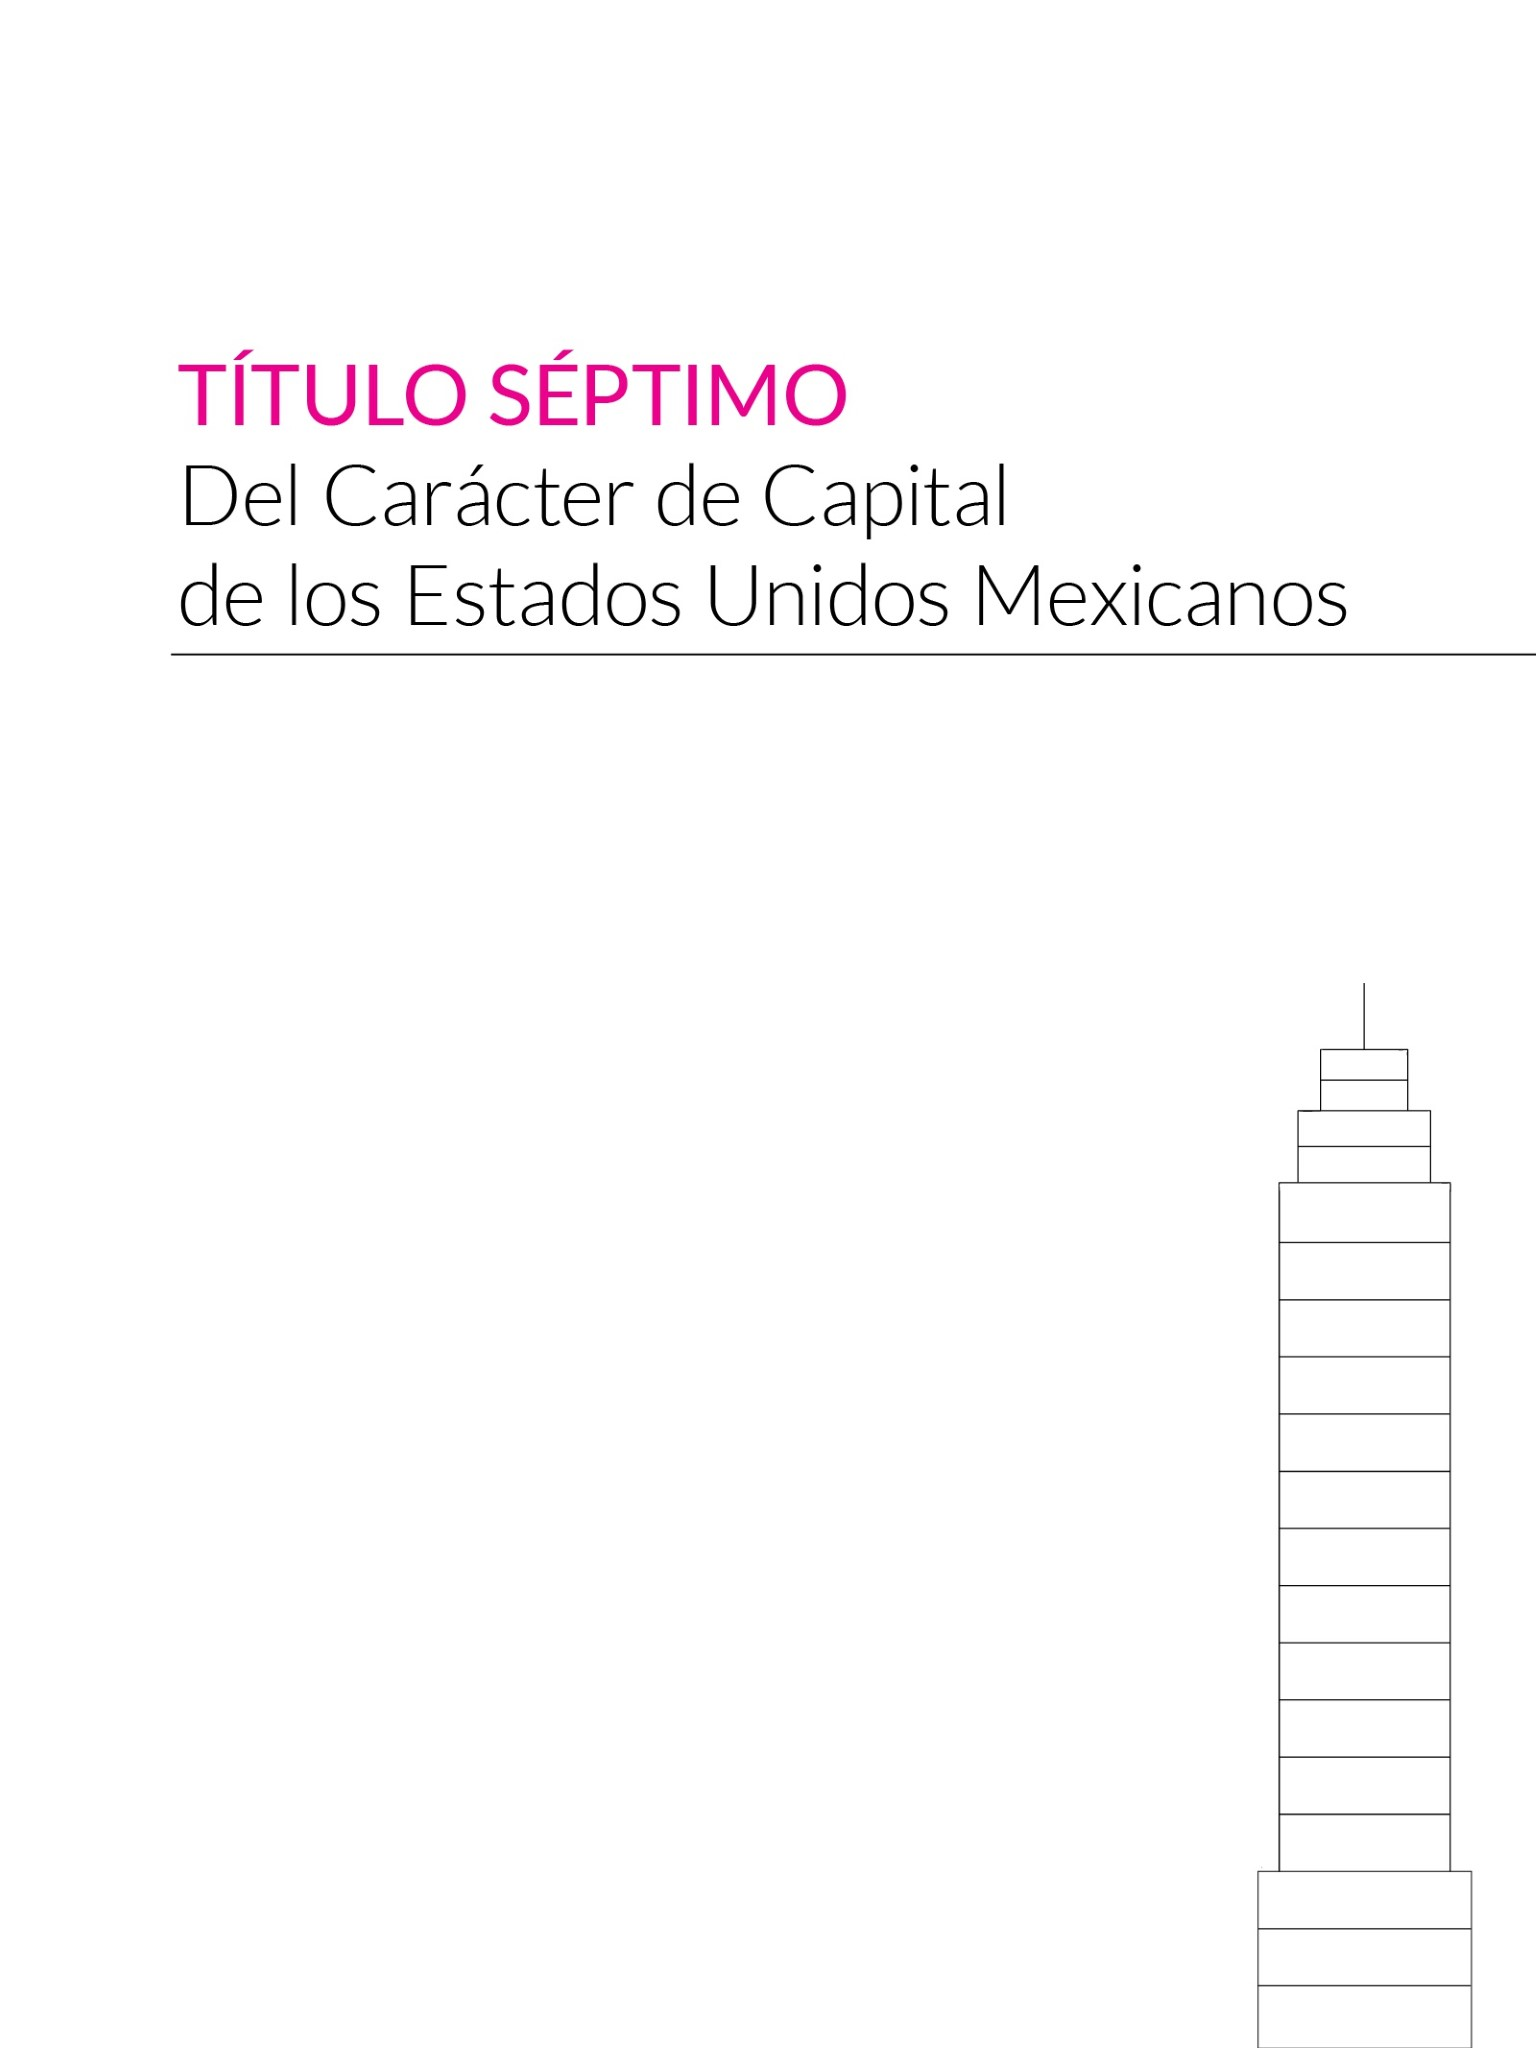 TÍTULO SÉPTIMO
Del Carácter de Capital
de los Estados Unidos Mexicanos